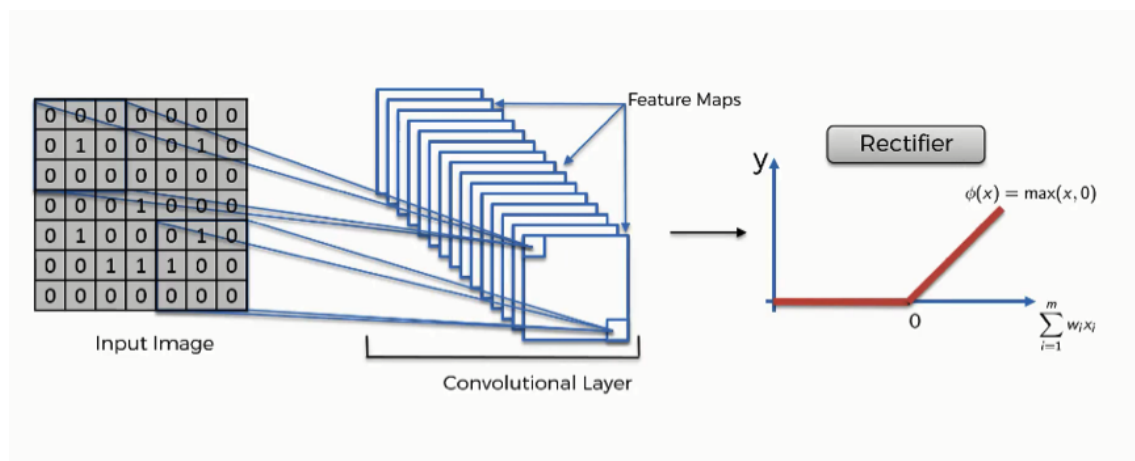 0 0 0 0 0 0 0
0 1 0 0 0 1 0
0 0 0 0 0 0 0
0 0 0 1 0 0 0
0 1 0 0 0 1 0
0 0 1 1 1 0 0
0 0 0 0 0 0 0
Input Image
Feature Maps
Convolutional Layer
Rectifier
y
ϕ(x) = max(x, 0)
0
m
∑ wᵢxᵢ
i=1